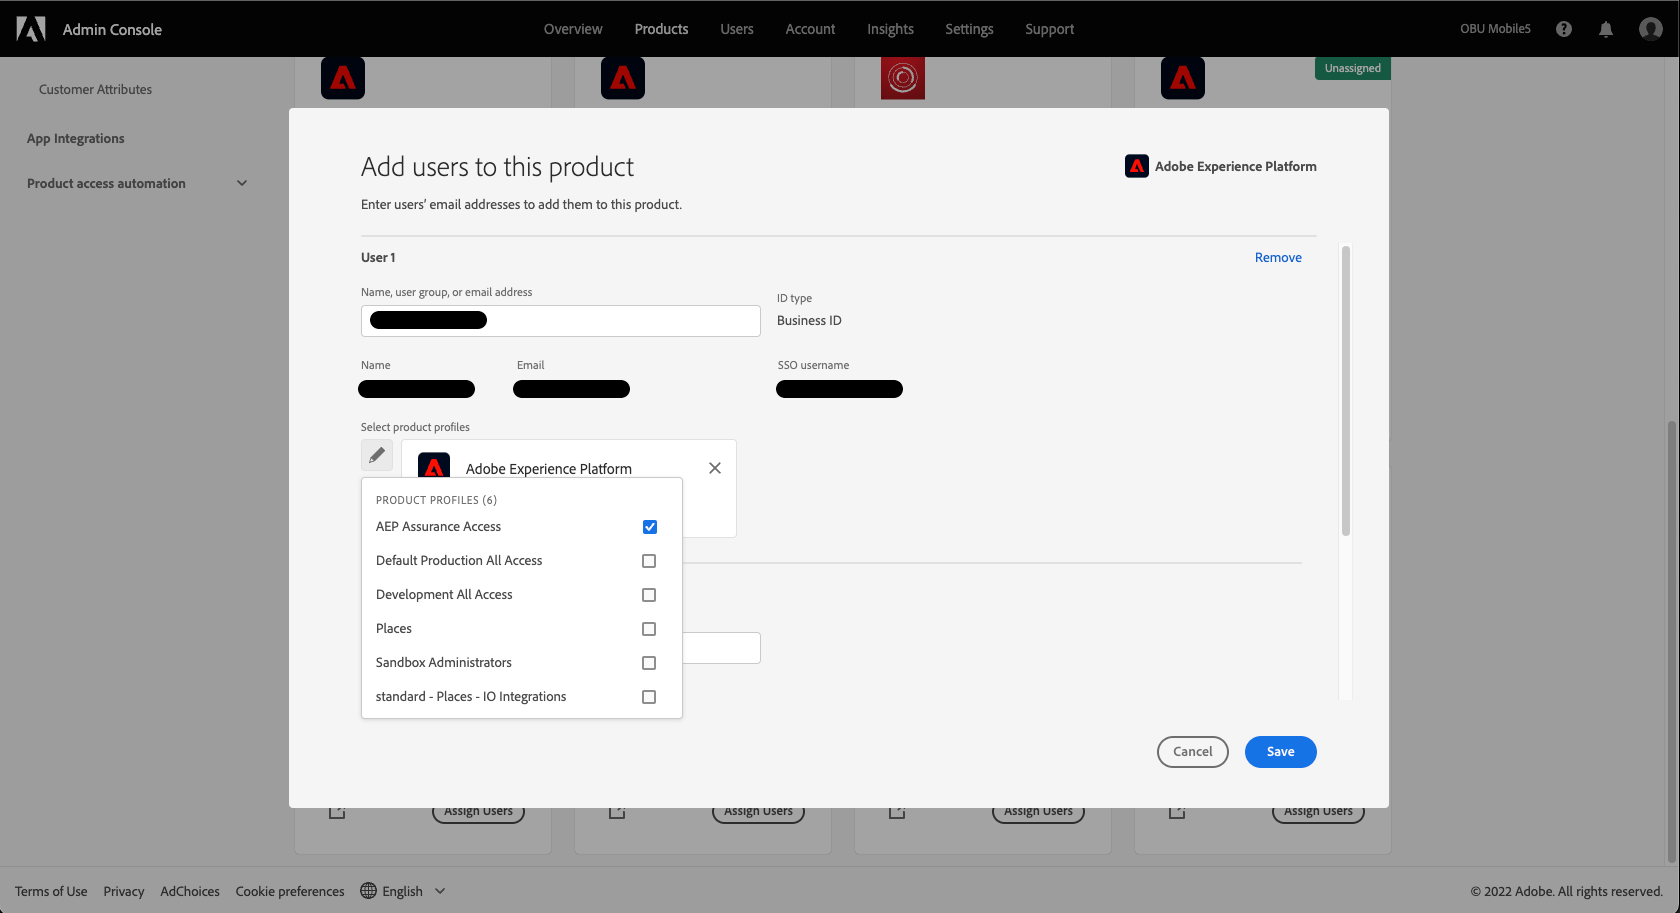 Admin Console
Overview
Products
Users
Account
Insights
Settings
Support
OBU Mobile5
Customer Attributes
App Integrations
Product access automation
Unassigned
Add users to this product
Adobe Experience Platform
Enter users' email addresses to add them to this product.
User 1
Remove
Name, user group, or email address
ID type
Business ID
Name
Email
SSO username
Select product profiles
Adobe Experience Platform
PRODUCT PROFILES (6)
AEP Assurance Access
Default Production All Access
Development All Access
Places
Sandbox Administrators
standard - Places - IO Integrations
Cancel
Save
Assign Users
Assign Users
Assign Users
Assign Users
Terms of Use
Privacy
AdChoices
Cookie preferences
English
© 2022 Adobe. All rights reserved.